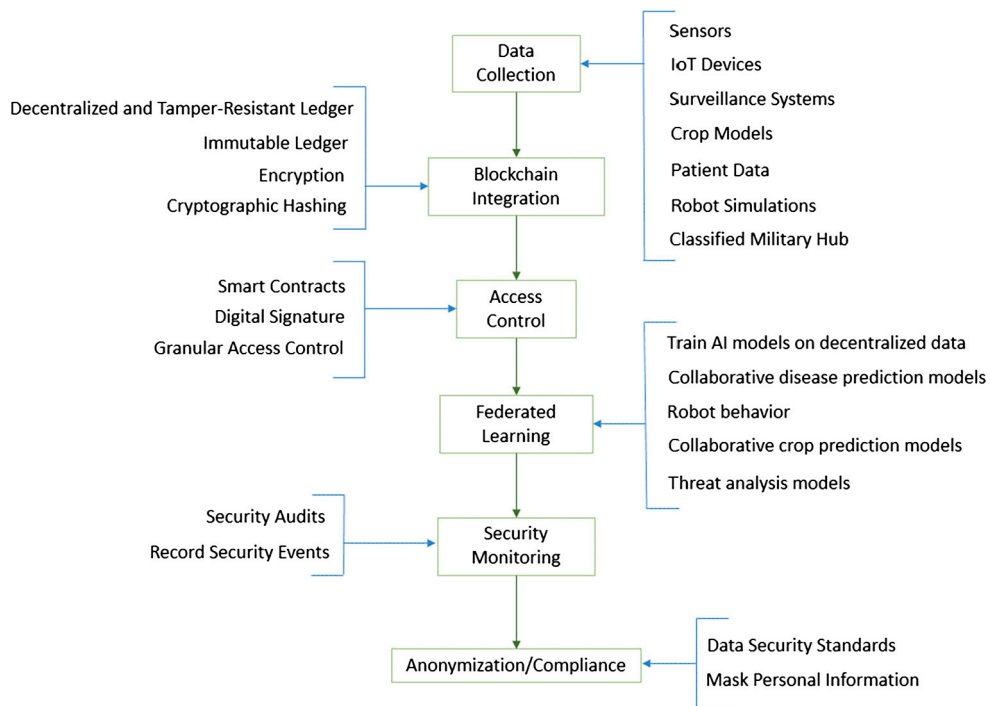 Data
Collection
Sensors
IoT Devices
Surveillance Systems
Crop Models
Patient Data
Robot Simulations
Classified Military Hub
Decentralized and Tamper-Resistant Ledger
Immutable Ledger
Encryption
Cryptographic Hashing
Blockchain
Integration
Smart Contracts
Digital Signature
Granular Access Control
Access
Control
Federated
Learning
Train AI models on decentralized data
Collaborative disease prediction models
Robot behavior
Collaborative crop prediction models
Threat analysis models
Security Audits
Record Security Events
Security
Monitoring
Anonymization/Compliance
Data Security Standards
Mask Personal Information